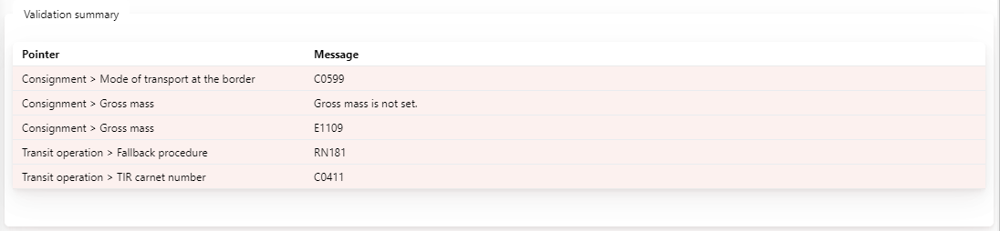 Validation summary
Pointer Message
Consignment > Mode of transport at the border C0599
Consignment > Gross mass Gross mass is not set.
Consignment > Gross mass E1109
Transit operation > Fallback procedure RN181
Transit operation > TIR carnet number C0411